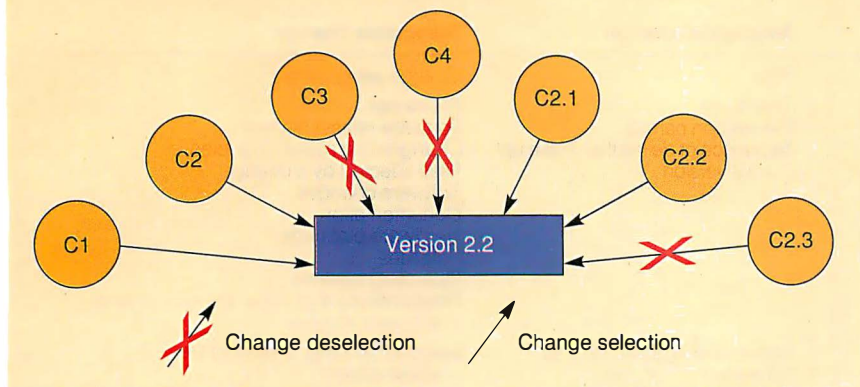 C4
C3
C2.1
C2
C2.2
C1
Version 2.2
C2.3
Change deselection
Change selection